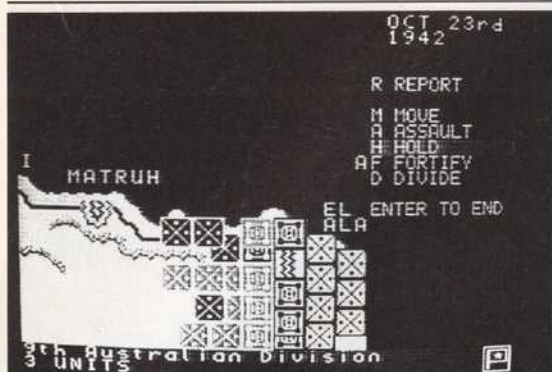 OCT 23rd
1942
R REPORT
M MOVE
A ASSAULT
H HOLD
F FORTIFY
D DIVIDE
ENTER TO END
I
A
MATRUH
EL
ALA
9th Australian Division
3 UNITS